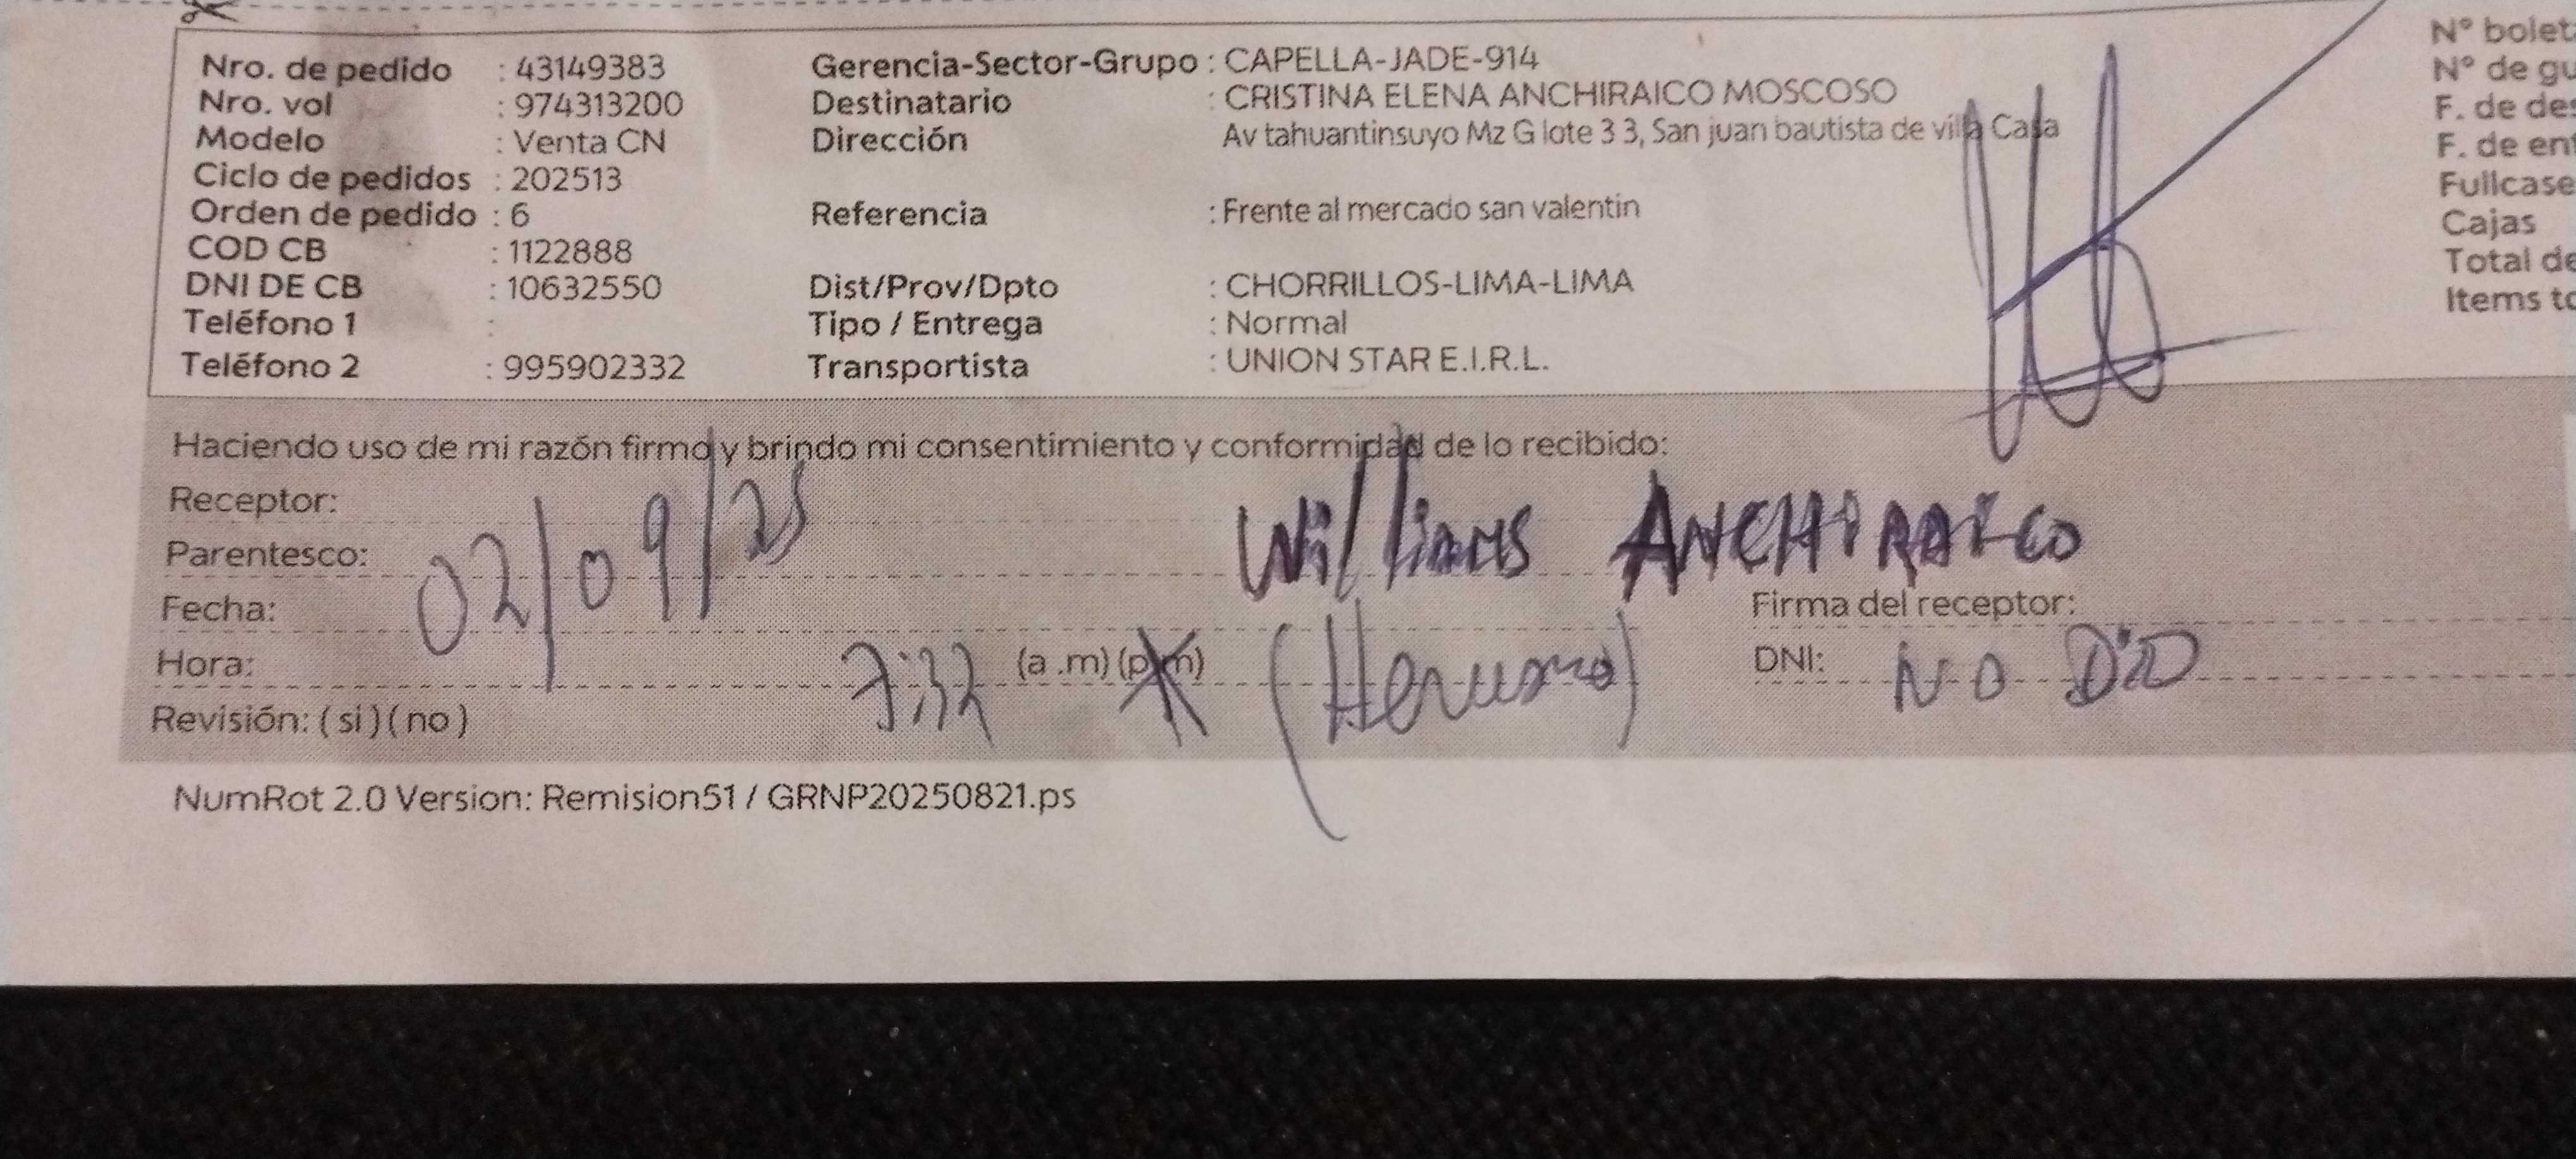 Nro. de pedido : 43149383 Gerencia-Sector-Grupo : CAPELLA-JADE-914 N° bolet
Nro. vol : 974313200 Destinatario : CRISTINA ELENA ANCHIRAICO MOSCOSO N° de gu
Modelo : Venta CN Dirección Av tahuantinsuyo Mz G lote 3 3, San juan bautista de villa Casa F. de des
Ciclo de pedidos : 202513 F. de en
Orden de pedido : 6 Referencia : Frente al mercado san valentin Fullcase
COD CB : 1122888 Cajas
DNI DE CB : 10632550 Dist/Prov/Dpto : CHORRILLOS-LIMA-LIMA Total de
Teléfono 1 : Tipo / Entrega : Normal Items to
Teléfono 2 : 995902332 Transportista : UNION STAR E.I.R.L.
Haciendo uso de mi razón firmo y brindo mi consentimiento y conformidad de lo recibido:
Receptor: Willians ANCHIRAICO
Parentesco:
Fecha: 02/09/25 Firma del receptor:
Hora: 7:32 (a .m) (p.m) (Hermano) DNI: NO DIO
Revisión: ( si ) ( no )
NumRot 2.0 Version: Remision51 / GRNP20250821.ps